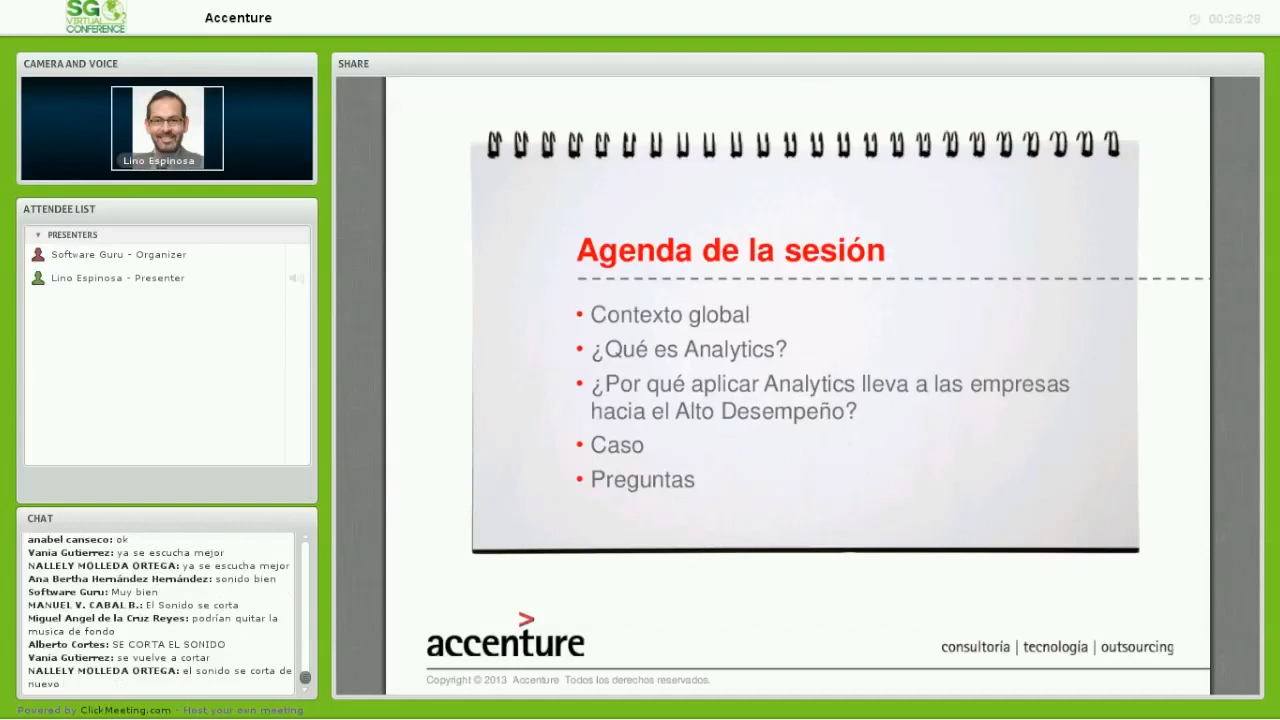 SG
VIRTUAL
CONFERENCE
Accenture
00:26:28
CAMERA AND VOICE
Lino Espinosa
ATTENDEE LIST
PRESENTERS
Software Guru - Organizer
Lino Espinosa - Presenter
CHAT
anabel canseco: ok
Vania Gutierrez: ya se escucha mejor
NALLELY MOLLEDA ORTEGA: ya se escucha mejor
Ana Bertha Hernández Hernández: sonido bien
Software Guru: Muy bien
MANUEL V. CABAL B.: El Sonido se corta
Miguel Angel de la Cruz Reyes: podrían quitar la
musica de fondo
Alberto Cortes: SE CORTA EL SONIDO
Vania Gutierrez: se vuelve a cortar
NALLELY MOLLEDA ORTEGA: el sonido se corta de
nuevo
Powered by ClickMeeting.com - Host your own meeting
SHARE
Agenda de la sesión
• Contexto global
• ¿Qué es Analytics?
• ¿Por qué aplicar Analytics lleva a las empresas
hacia el Alto Desempeño?
• Caso
• Preguntas
accenture
consultoría | tecnología | outsourcing
Copyright © 2013 Accenture Todos los derechos reservados.